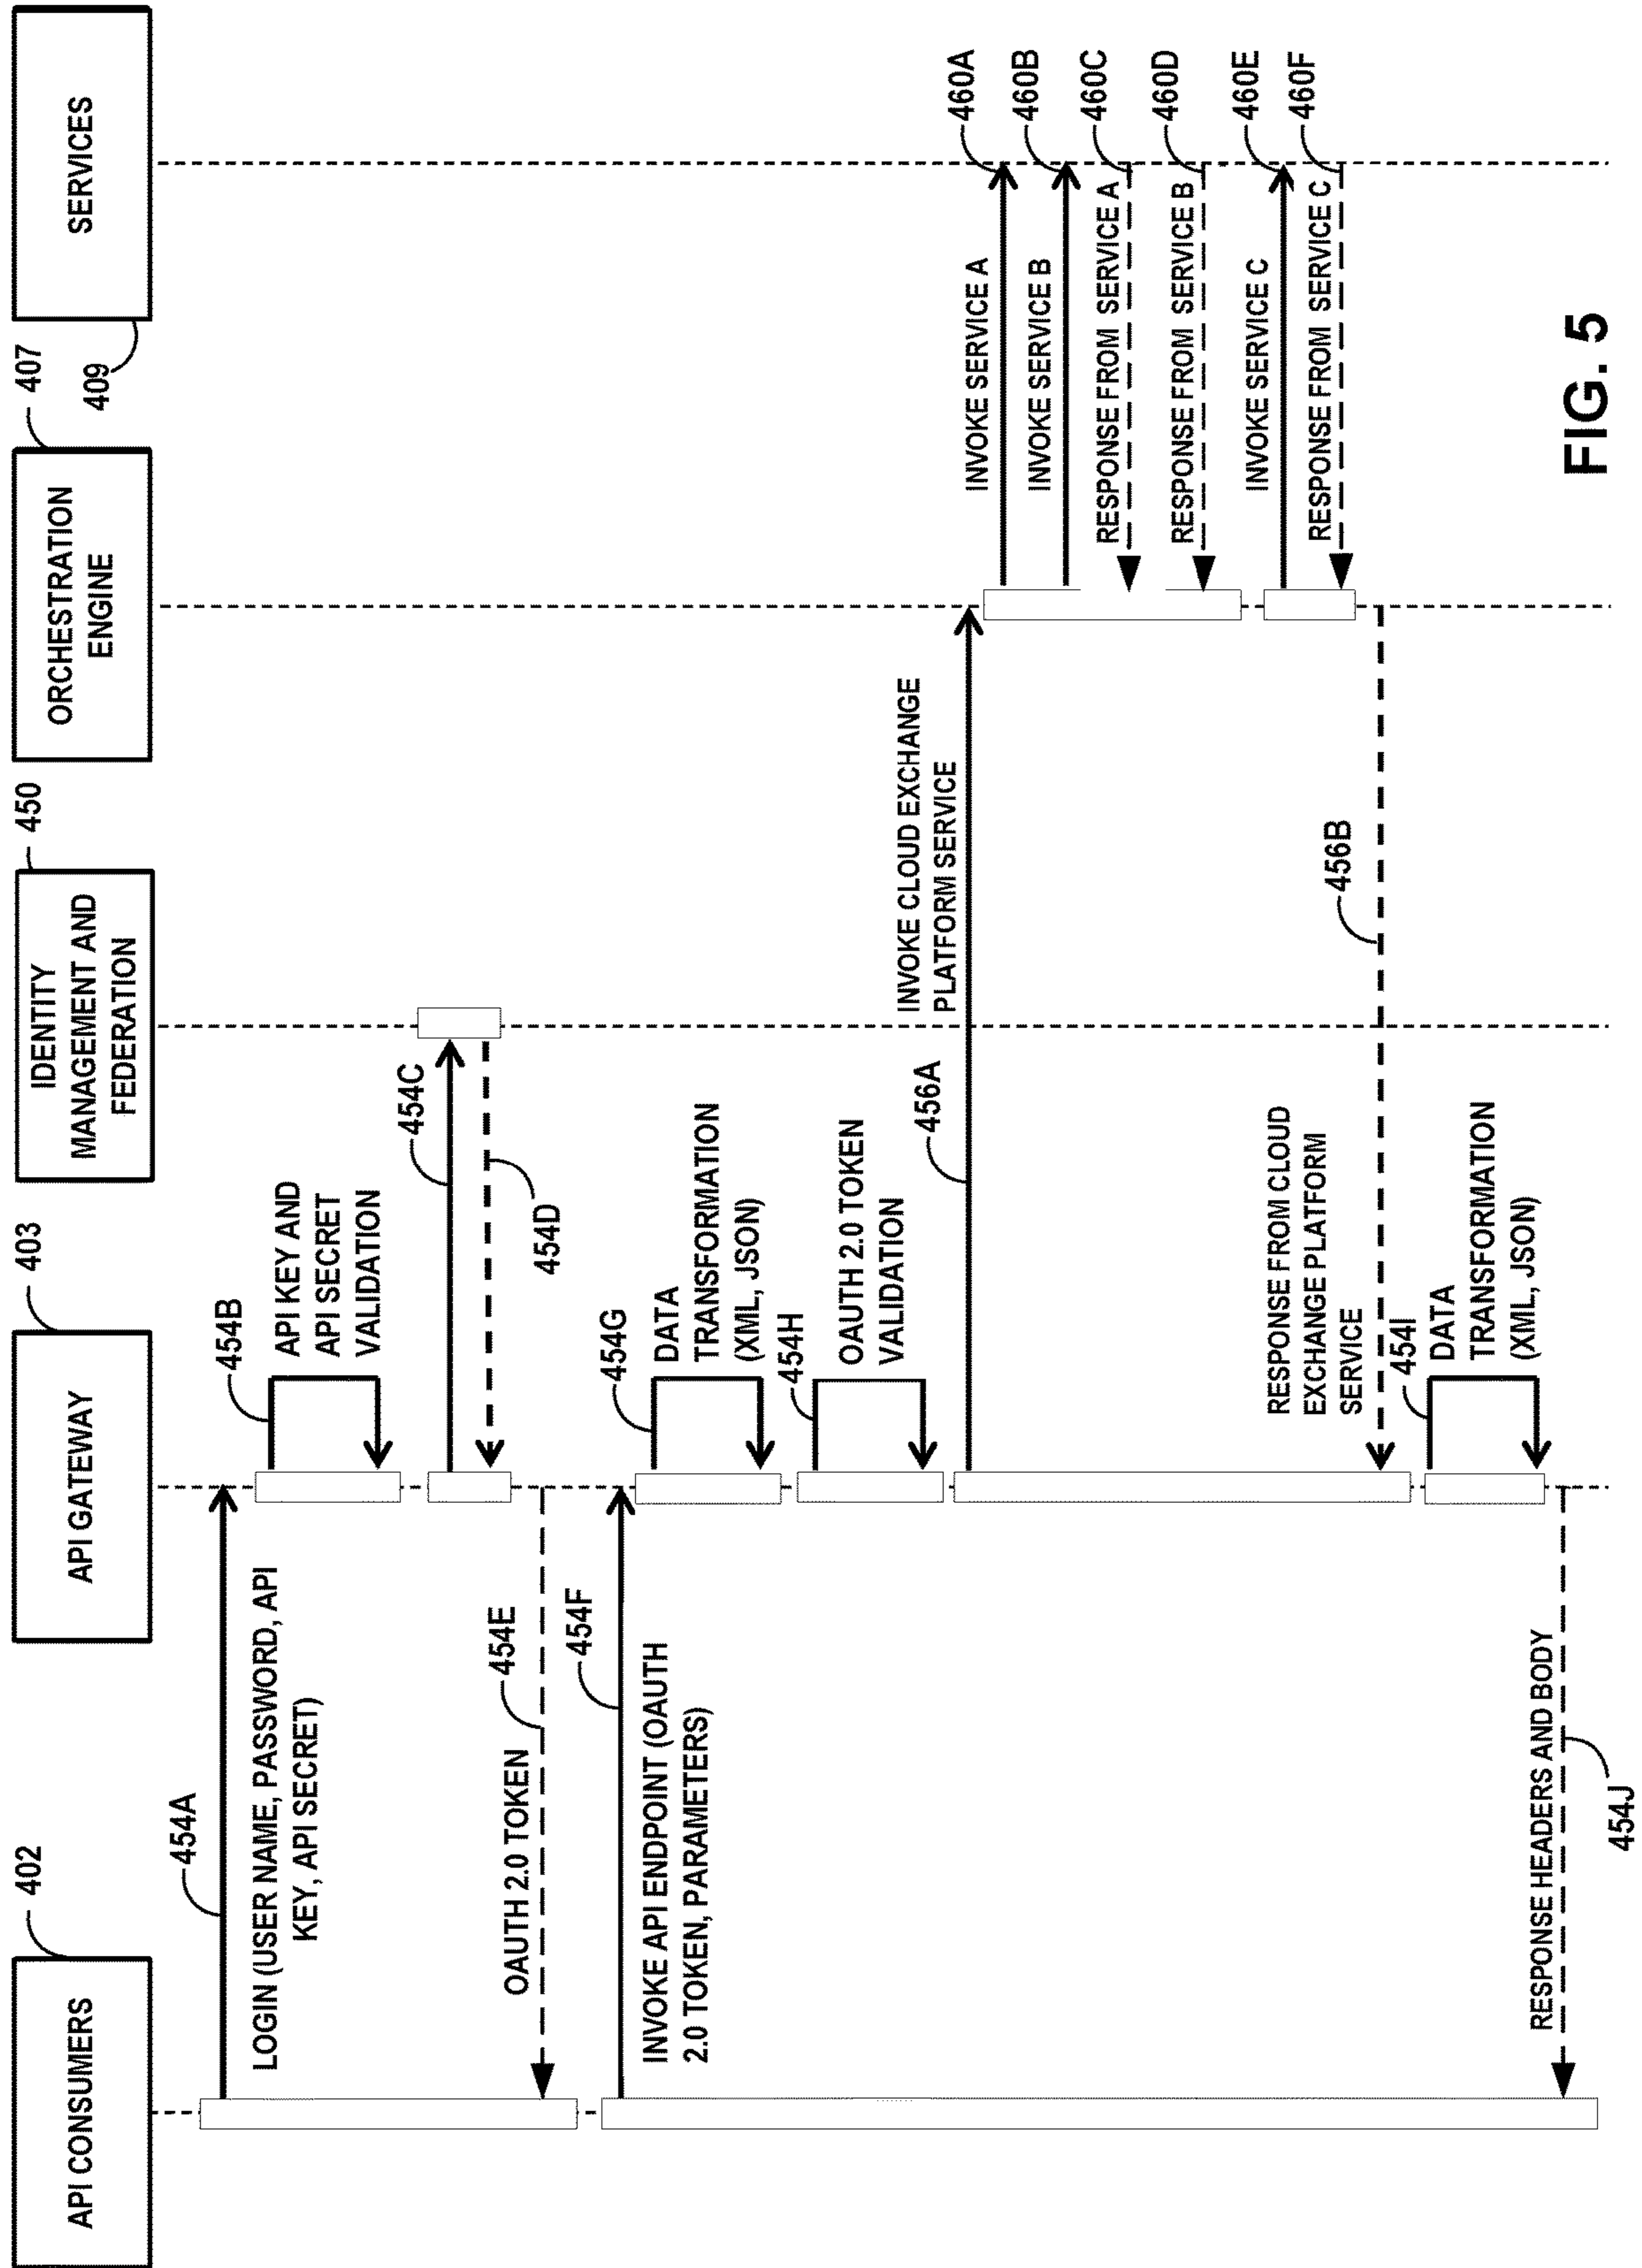 API CONSUMERS
402
API GATEWAY
403
IDENTITY
MANAGEMENT AND
FEDERATION
450
ORCHESTRATION
ENGINE
407
SERVICES
409
454A
LOGIN (USER NAME, PASSWORD, API
KEY, API SECRET)
454B
API KEY AND
API SECRET
VALIDATION
454C
454D
454E
OAUTH 2.0 TOKEN
454F
INVOKE API ENDPOINT (OAUTH
2.0 TOKEN, PARAMETERS)
454G
DATA
TRANSFORMATION
(XML, JSON)
454H
OAUTH 2.0 TOKEN
VALIDATION
456A
INVOKE CLOUD EXCHANGE
PLATFORM SERVICE
INVOKE SERVICE A
460A
INVOKE SERVICE B
460B
RESPONSE FROM SERVICE A
460C
RESPONSE FROM SERVICE B
460D
INVOKE SERVICE C
460E
RESPONSE FROM SERVICE C
460F
RESPONSE FROM CLOUD
EXCHANGE PLATFORM
SERVICE
456B
454I
DATA
TRANSFORMATION
(XML, JSON)
RESPONSE HEADERS AND BODY
454J
FIG. 5